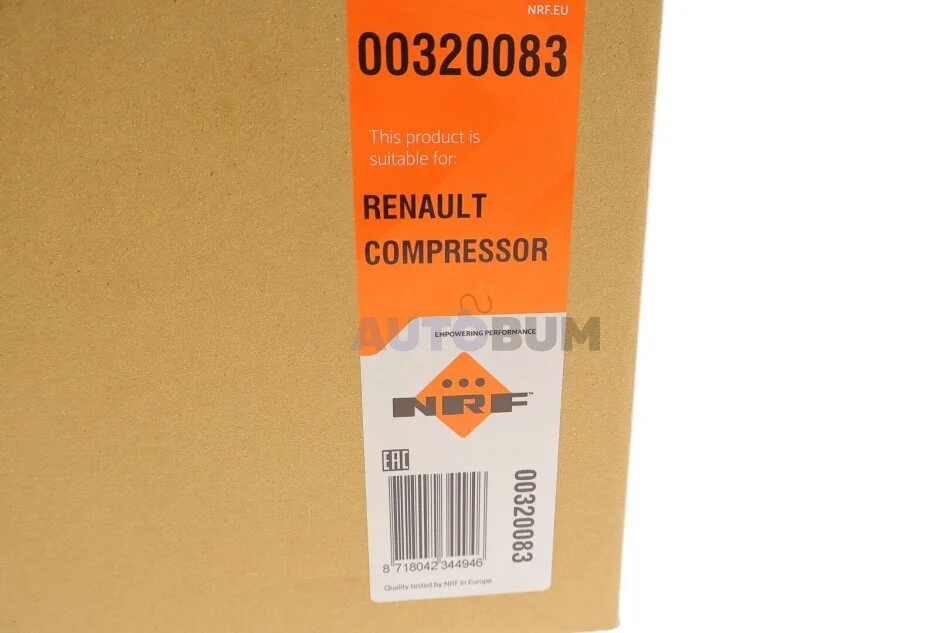 NRF.EU
00320083
This product is
suitable for:
RENAULT
COMPRESSOR
EMPOWERING PERFORMANCE
AUTOBUM
NRF™
EAC
00320083
8 718042 344946
Quality tested by NRF in Europe